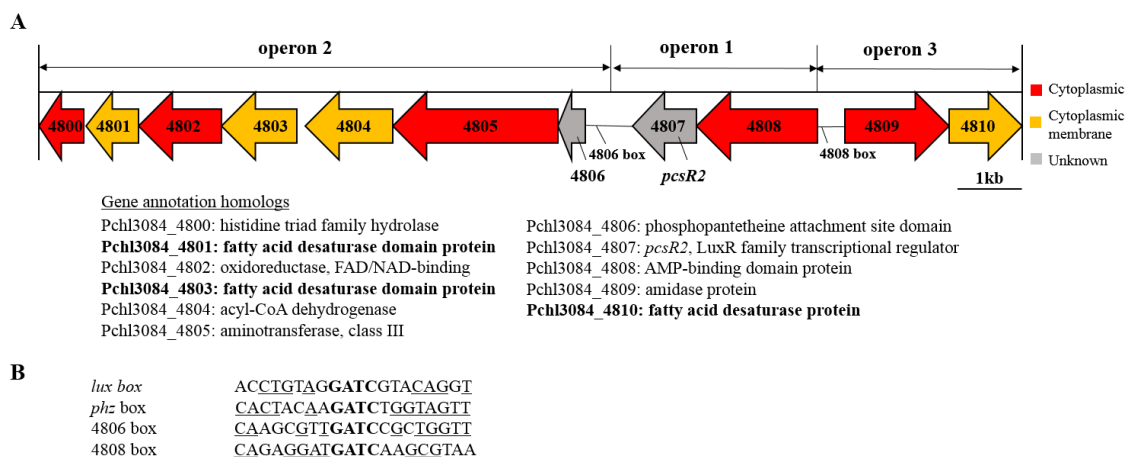 A
operon 2
operon 1
operon 3
4800
4801
4802
4803
4804
4805
4807
4808
4809
4810
4806 box
4808 box
4806
pcsR2
1kb
Cytoplasmic
Cytoplasmic
membrane
Unknown
Gene annotation homologs
Pchl3084_4800: histidine triad family hydrolase
Pchl3084_4801: fatty acid desaturase domain protein
Pchl3084_4802: oxidoreductase, FAD/NAD-binding
Pchl3084_4803: fatty acid desaturase domain protein
Pchl3084_4804: acyl-CoA dehydrogenase
Pchl3084_4805: aminotransferase, class III
Pchl3084_4806: phosphopantetheine attachment site domain
Pchl3084_4807: pcsR2, LuxR family transcriptional regulator
Pchl3084_4808: AMP-binding domain protein
Pchl3084_4809: amidase protein
Pchl3084_4810: fatty acid desaturase protein
B
lux box ACCTGTAGGATCGTACAGGT
phz box CACTACAAGATCTGGTAGTT
4806 box CAAGCGTTGATCCGCTGGTT
4808 box CAGAGGATGATCAAGCGTAA